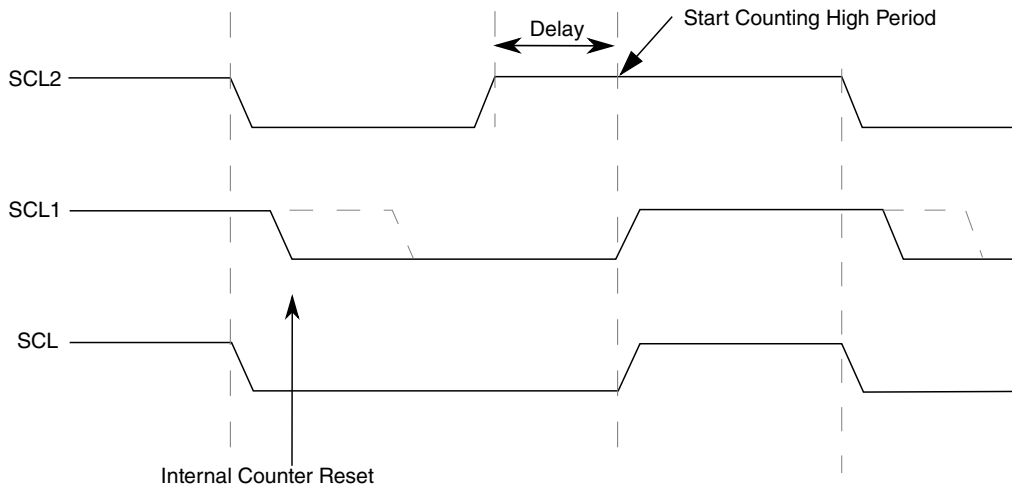 Delay
Start Counting High Period
SCL2
SCL1
SCL
Internal Counter Reset